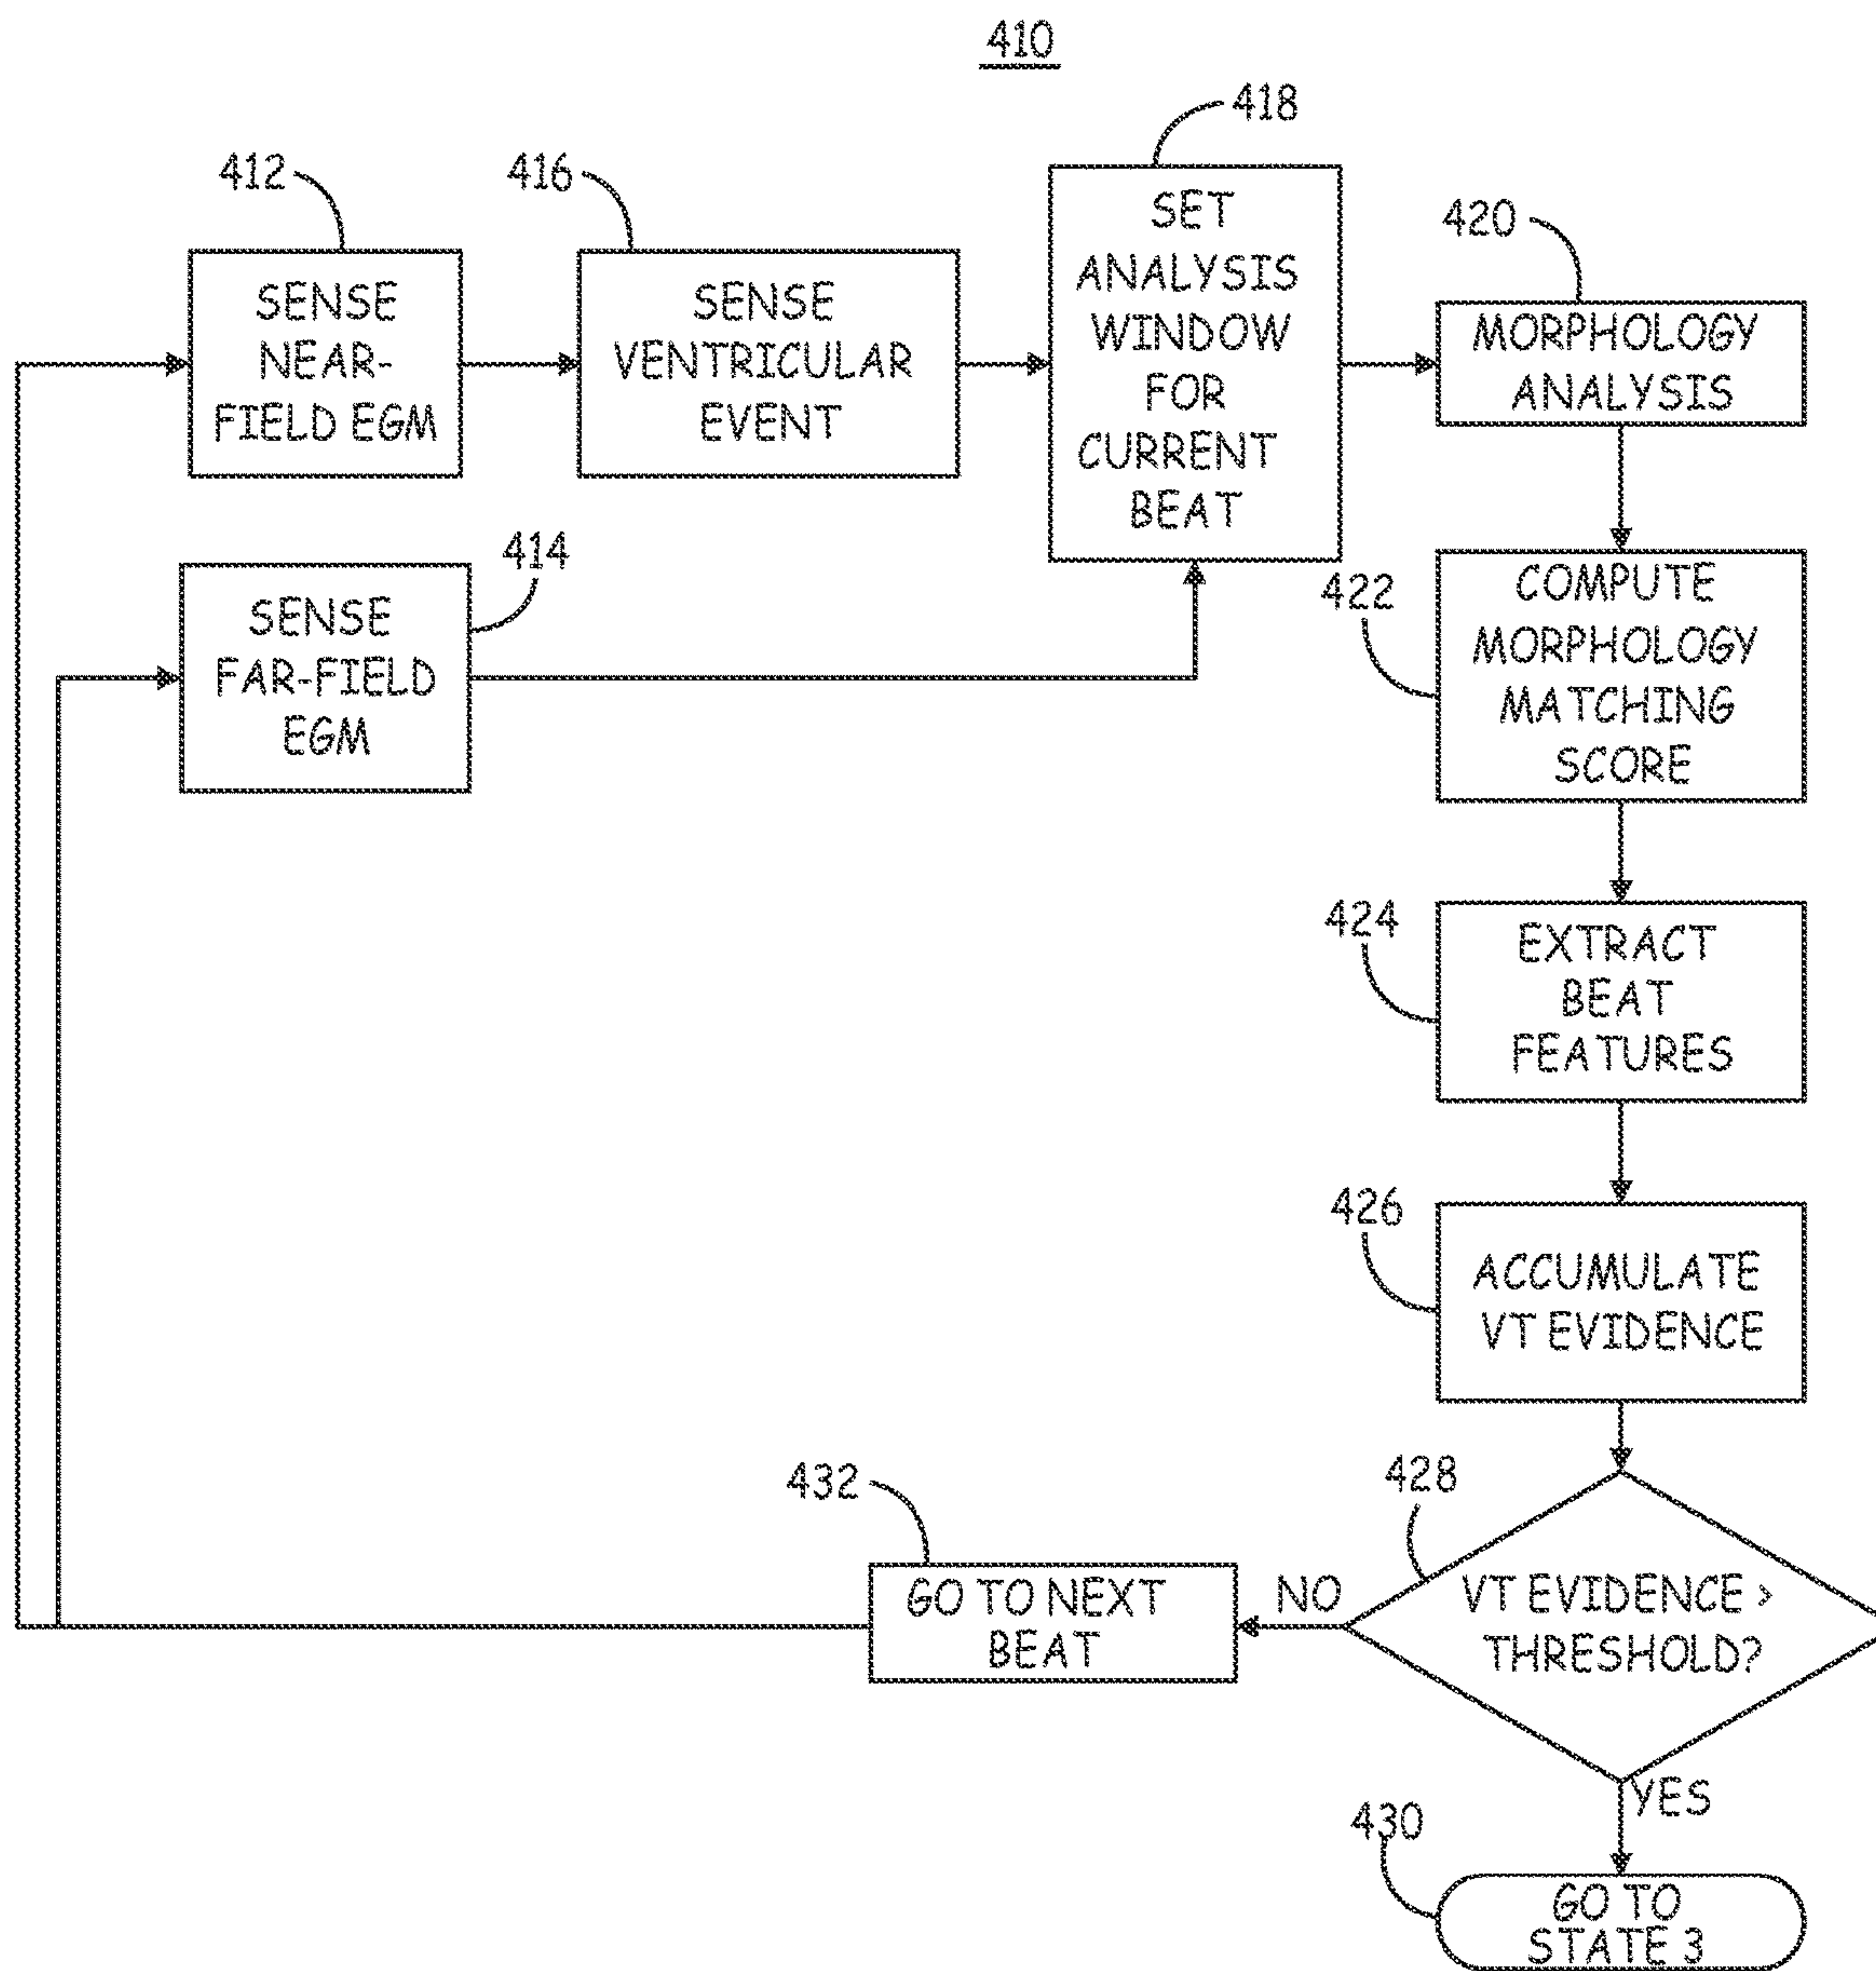 410
412
SENSE
NEAR-
FIELD EGM
416
SENSE
VENTRICULAR
EVENT
418
SET
ANALYSIS
WINDOW
FOR
CURRENT
BEAT
420
MORPHOLOGY
ANALYSIS
414
SENSE
FAR-FIELD
EGM
422
COMPUTE
MORPHOLOGY
MATCHING
SCORE
424
EXTRACT
BEAT
FEATURES
426
ACCUMULATE
VT EVIDENCE
428
VT EVIDENCE >
THRESHOLD?
NO
432
GO TO NEXT
BEAT
YES
430
GO TO
STATE 3